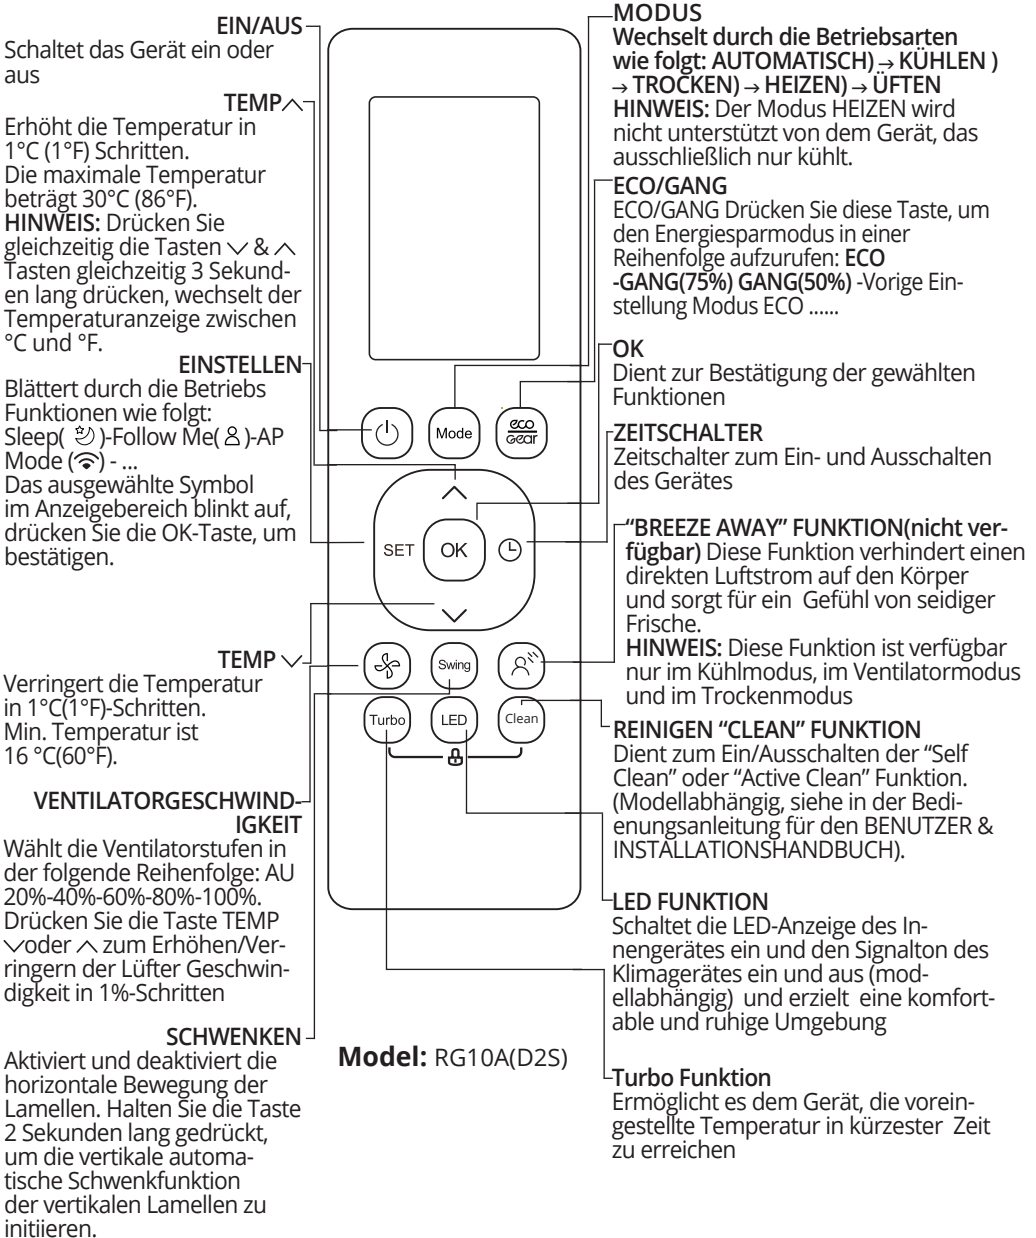 EIN/AUS
Schaltet das Gerät ein oder
aus
TEMP
Erhöht die Temperatur in
1°C (1°F) Schritten.
Die maximale Temperatur
beträgt 30°C (86°F).
HINWEIS: Drücken Sie
gleichzeitig die Tasten & 
Tasten gleichzeitig 3 Sekund-
en lang drücken, wechselt der
Temperaturanzeige zwischen
°C und °F.
EINSTELLEN
Blättert durch die Betriebs
Funktionen wie folgt:
Sleep( )-Follow Me( )-AP
Mode ( ) - ...
Das ausgewählte Symbol
im Anzeigebereich blinkt auf,
drücken Sie die OK-Taste, um
bestätigen.
TEMP
Verringert die Temperatur
in 1°C(1°F)-Schritten.
Min. Temperatur ist
16 °C(60°F).
VENTILATORGESCHWIND-
IGKEIT
Wählt die Ventilatorstufen in
der folgende Reihenfolge: AU
20%-40%-60%-80%-100%.
Drücken Sie die Taste TEMP
oder zum Erhöhen/Ver-
ringern der Lüfter Geschwin-
digkeit in 1%-Schritten
SCHWENKEN
Aktiviert und deaktiviert die
horizontale Bewegung der
Lamellen. Halten Sie die Taste
2 Sekunden lang gedrückt,
um die vertikale automa-
tische Schwenkfunktion
der vertikalen Lamellen zu
initiieren.
Mode
eco
Gear
SET
OK
Swing
Turbo
LED
Clean
Model: RG10A(D2S)
MODUS
Wechselt durch die Betriebsarten
wie folgt: AUTOMATISCH) → KÜHLEN )
→ TROCKEN) → HEIZEN) → ÜFTEN
HINWEIS: Der Modus HEIZEN wird
nicht unterstützt von dem Gerät, das
ausschließlich nur kühlt.
ECO/GANG
ECO/GANG Drücken Sie diese Taste, um
den Energiesparmodus in einer
Reihenfolge aufzurufen: ECO
-GANG(75%) GANG(50%) -Vorige Ein-
stellung Modus ECO ......
OK
Dient zur Bestätigung der gewählten
Funktionen
ZEITSCHALTER
Zeitschalter zum Ein- und Ausschalten
des Gerätes
“BREEZE AWAY” FUNKTION(nicht ver-
fügbar) Diese Funktion verhindert einen
direkten Luftstrom auf den Körper
und sorgt für ein Gefühl von seidiger
Frische.
HINWEIS: Diese Funktion ist verfügbar
nur im Kühlmodus, im Ventilatormodus
und im Trockenmodus
REINIGEN “CLEAN” FUNKTION
Dient zum Ein/Ausschalten der “Self
Clean” oder “Active Clean” Funktion.
(Modellabhängig, siehe in der Bedi-
enungsanleitung für den BENUTZER &
INSTALLATIONSHANDBUCH).
LED FUNKTION
Schaltet die LED-Anzeige des In-
nengerätes ein und den Signalton des
Klimagerätes ein und aus (mod-
ellabhängig) und erzielt eine komfort-
able und ruhige Umgebung
Turbo Funktion
Ermöglicht es dem Gerät, die vorein-
gestellte Temperatur in kürzester Zeit
zu erreichen